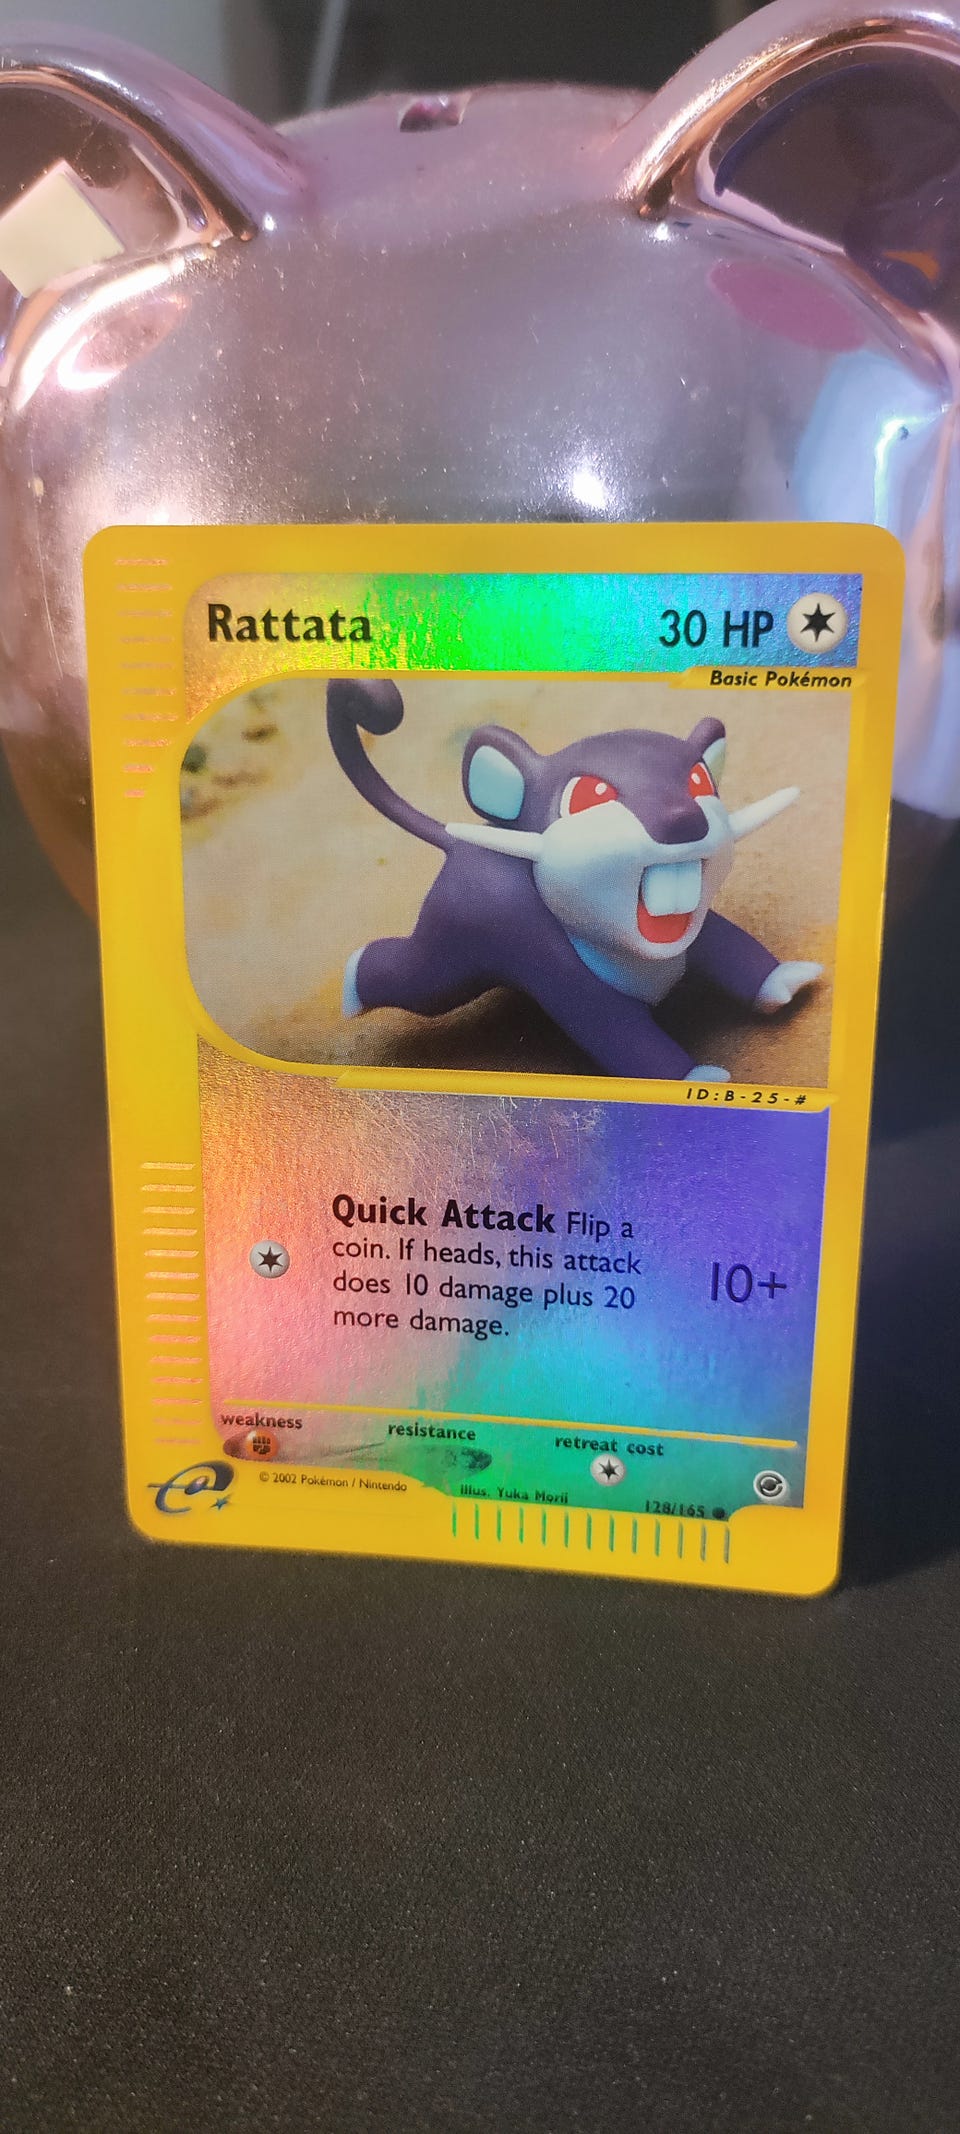 Rattata 30 HP
Basic Pokémon
ID:B-25-#
Quick Attack Flip a
coin. If heads, this attack
does 10 damage plus 20
more damage.
10+
weakness resistance retreat cost
© 2002 Pokémon / Nintendo
Illus. Yuka Morii
128/165
e